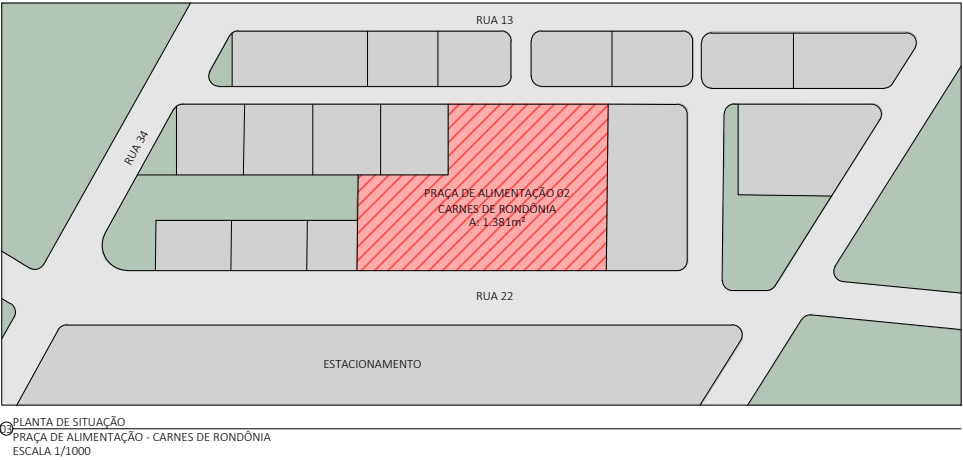 RUA 13
RUA 34
PRAÇA DE ALIMENTAÇÃO 02
CARNES DE RONDÔNIA
A: 1.381m²
RUA 22
ESTACIONAMENTO
03
PLANTA DE SITUAÇÃO
PRAÇA DE ALIMENTAÇÃO - CARNES DE RONDÔNIA
ESCALA 1/1000